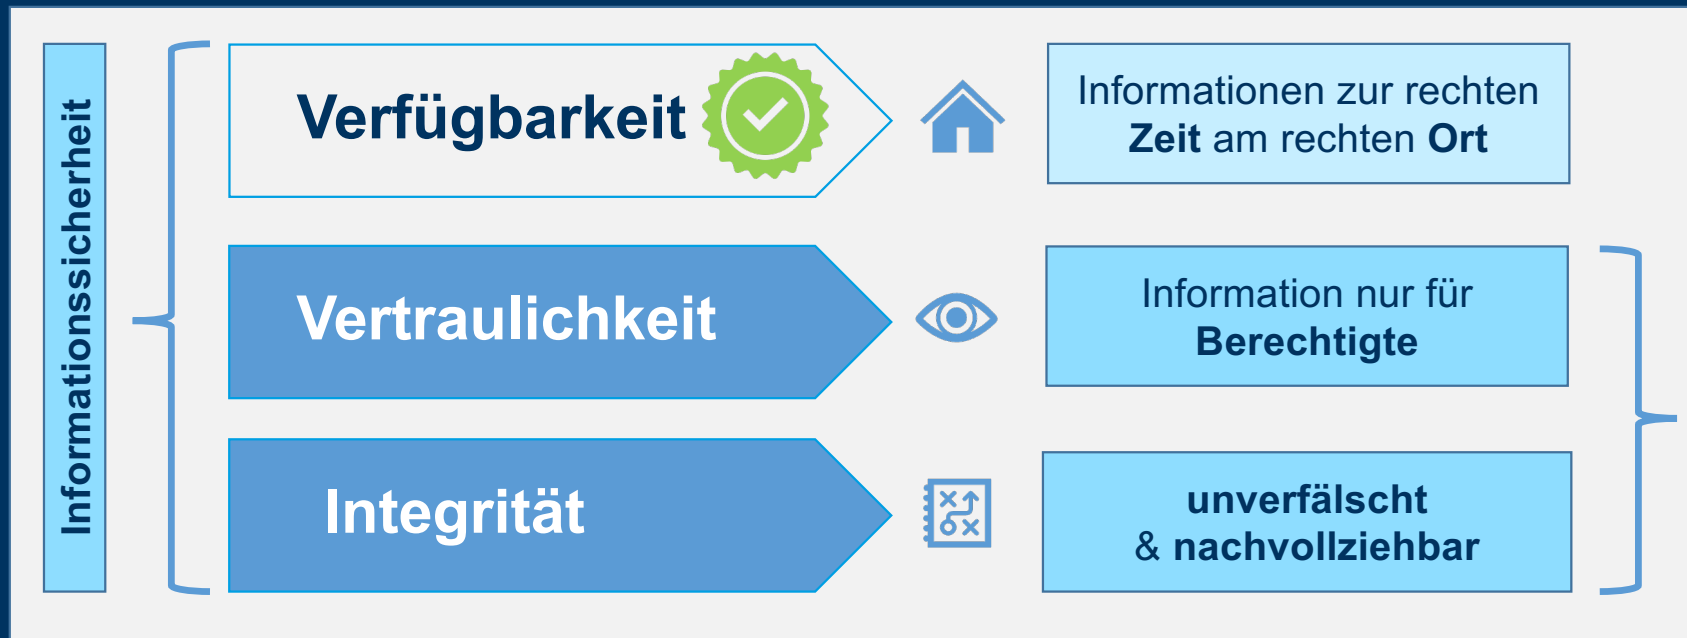 Informationssicherheit
Verfügbarkeit
Informationen zur rechten
Zeit am rechten Ort
Vertraulichkeit
Information nur für
Berechtigte
Integrität
unverfälscht
& nachvollziehbar